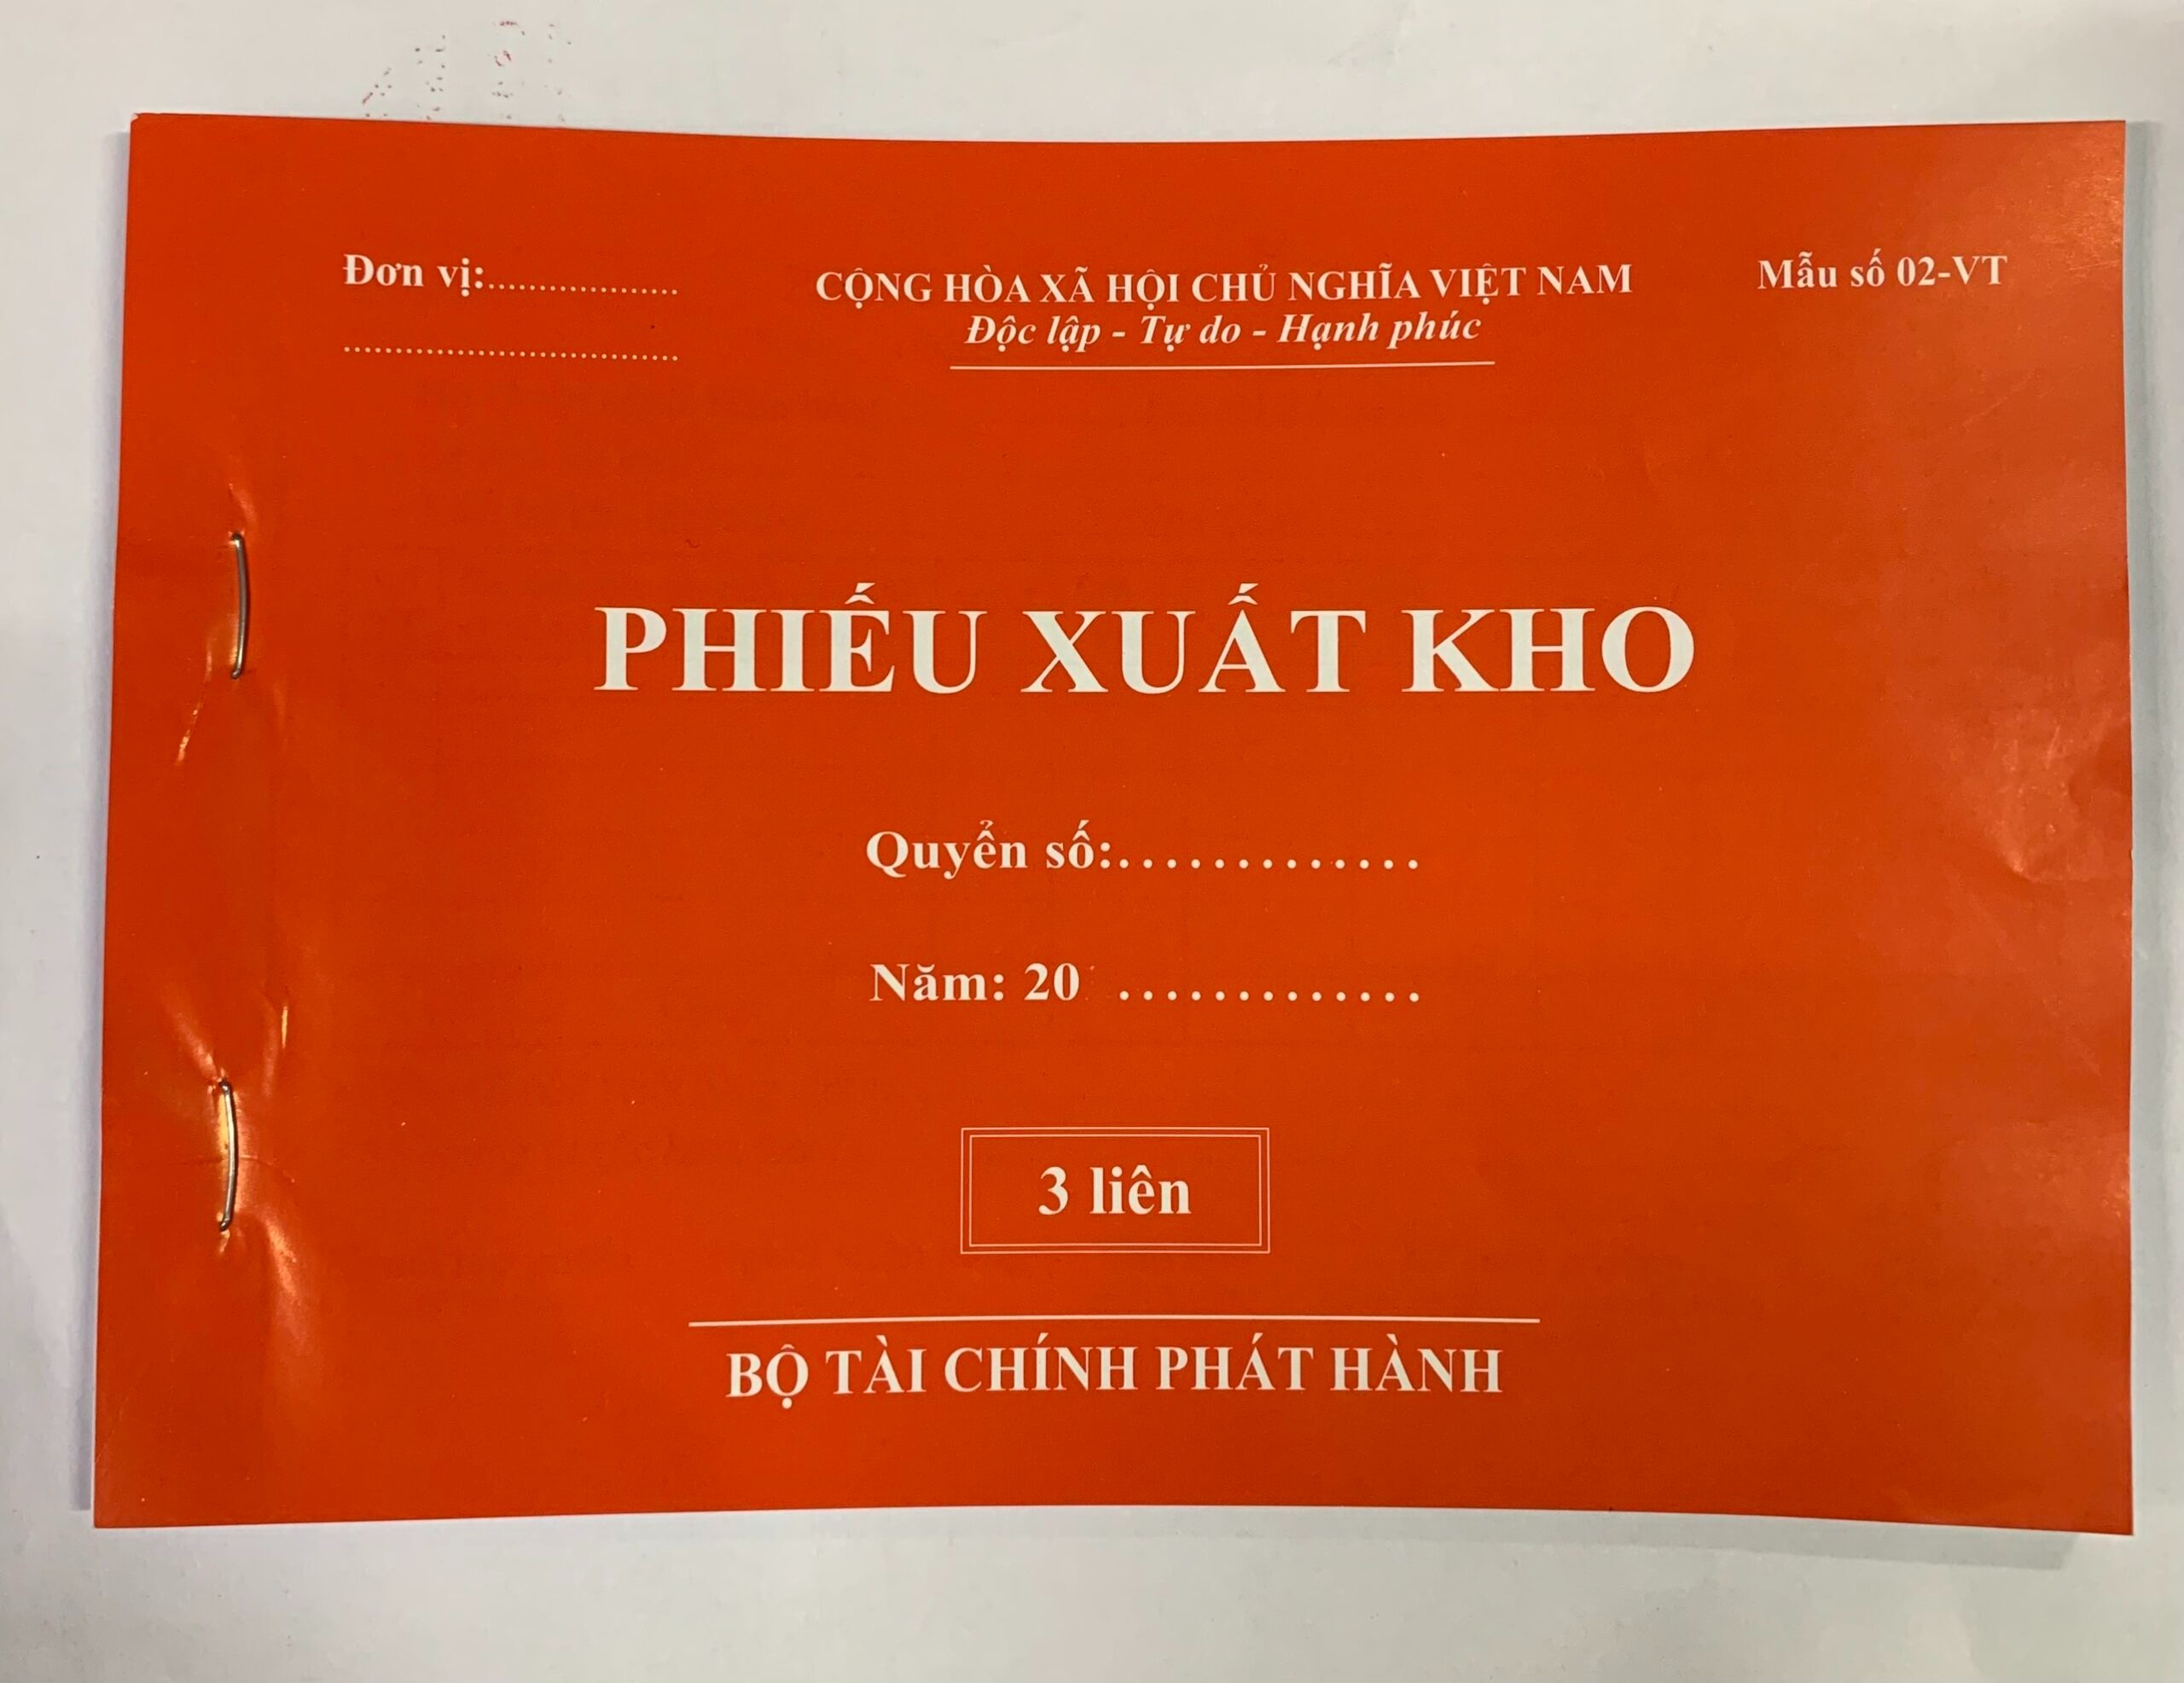 Đơn vị:...................
.................................
CỘNG HÒA XÃ HỘI CHỦ NGHĨA VIỆT NAM
Độc lập - Tự do - Hạnh phúc
Mẫu số 02-VT
PHIẾU XUẤT KHO
Quyển số:.............
Năm: 20 .............
3 liên
BỘ TÀI CHÍNH PHÁT HÀNH